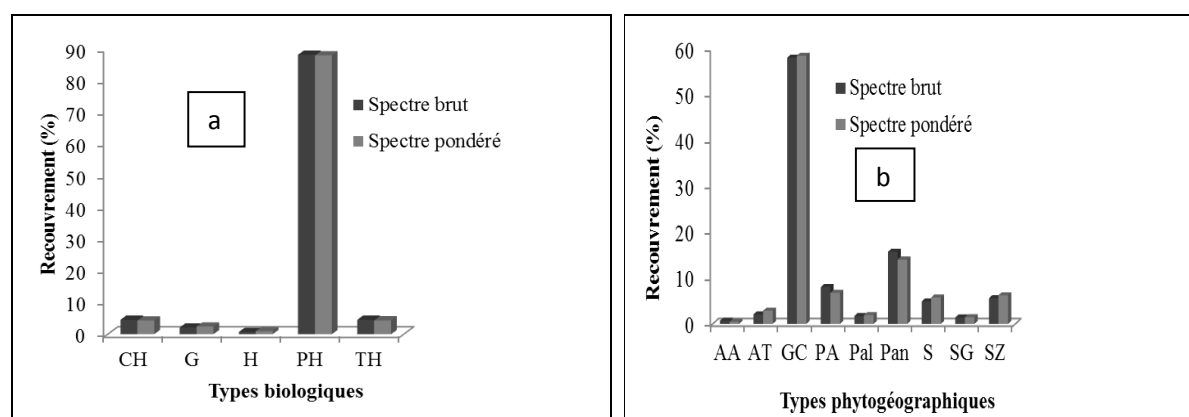 90
80
70
60
50
40
30
20
10
0
Recouvrement (%)
a
Spectre brut
Spectre pondéré
CH G H PH TH
Types biologiques
60
50
40
30
20
10
0
Recouvrement (%)
Spectre brut
Spectre pondéré
b
AA AT GC PA Pal Pan S SG SZ
Types phytogéographiques